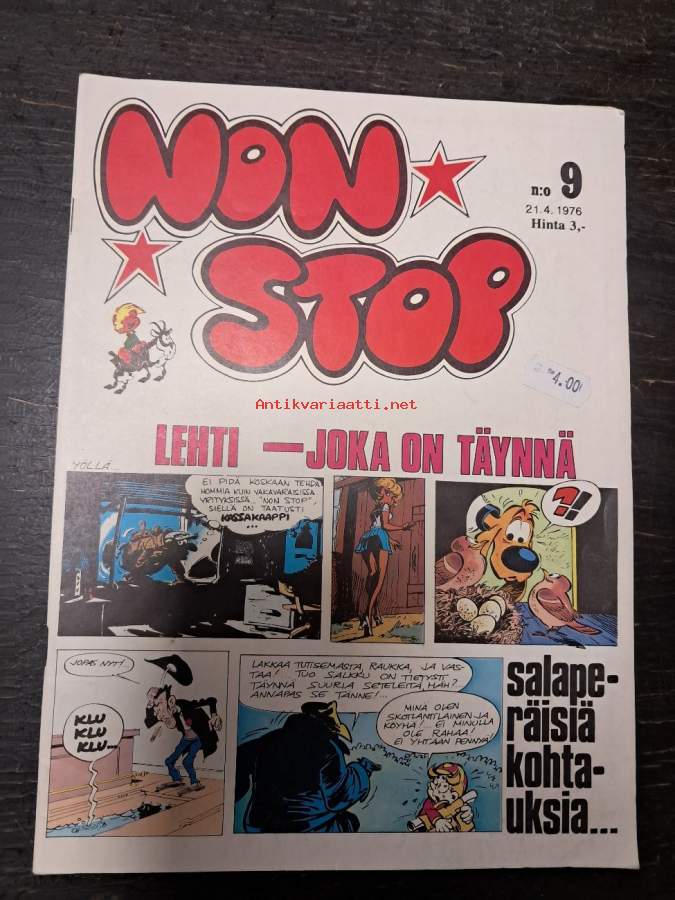 NON
STOP
n:o 9
21.4.1976
Hinta 3,-
4.00
Antikvariaatti.net
LEHTI — JOKA ON TÄYNNÄ
YÖLLÄ...
EI PIDÄ KOSKAAN TEHDÄ
HOMMIA KUIN VAKAVARAISISSA
YRITYKSISSÄ. "NON STOP"
SIELLÄ ON TAATUSTI
KASSAKAAPPI
...
?!
JOPAS NYT!..
KLU
KLU
KLU...
LAKKAA TUTISEMASTA, RAUKKA, JA VAS-
TAA! TUO SALKKU ON TIETYSTI
TÄYNNÄ SUURIA SETELEITÄ, HÄH?
ANNAPAS SE TÄNNE!...
MINÄ OLEN
SKOTLANTILAINEN JA
KÖYHÄ! EI MINULLA
OLE RAHAA!
EI YHTÄÄN PENNYÄ!
salape-
räisiä
kohta-
uksia...